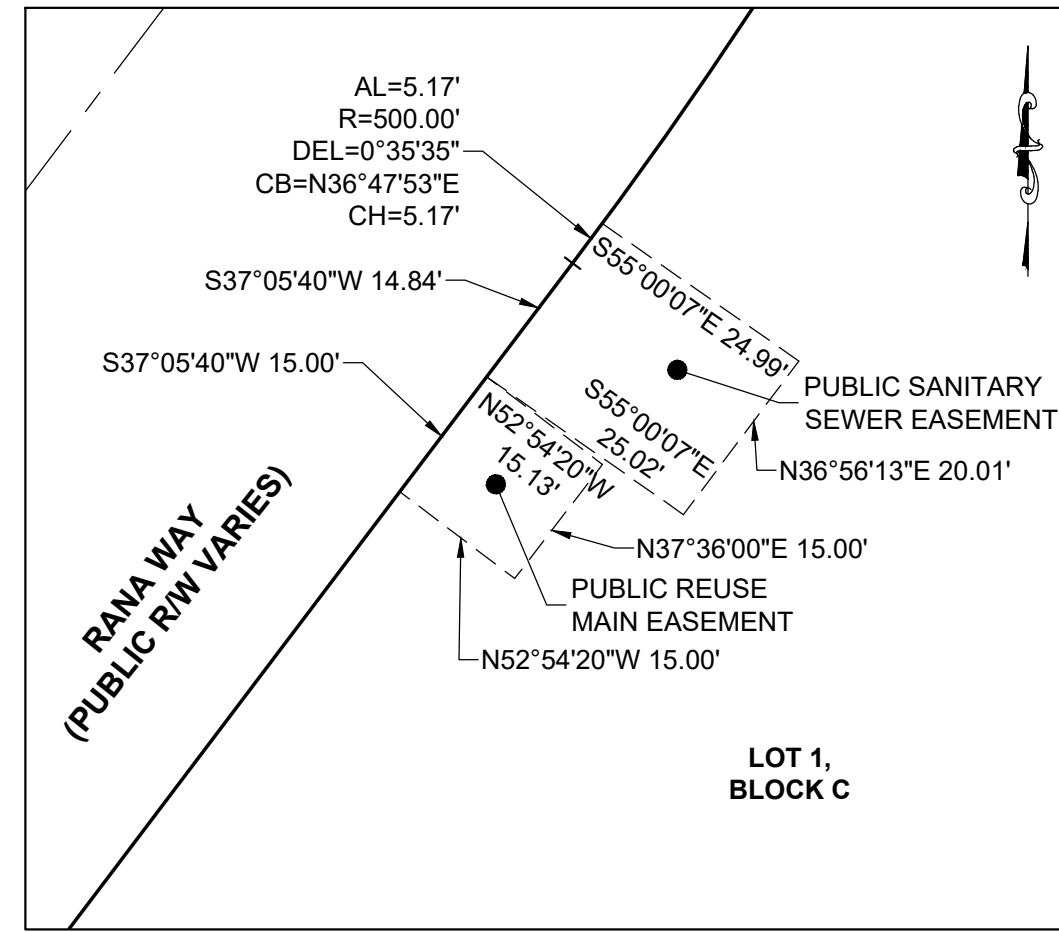 AL=5.17'
R=500.00'
DEL=0°35'35"
CB=N36°47'53"E
CH=5.17'
S37°05'40"W 14.84'
S37°05'40"W 15.00'
S55°00'07"E 24.99'
PUBLIC SANITARY
SEWER EASEMENT
S55°00'07"E
25.02'
N36°56'13"E 20.01'
N52°54'20"W
15.13'
N37°36'00"E 15.00'
PUBLIC REUSE
MAIN EASEMENT
N52°54'20"W 15.00'
RANA WAY
(PUBLIC R/W VARIES)
LOT 1,
BLOCK C